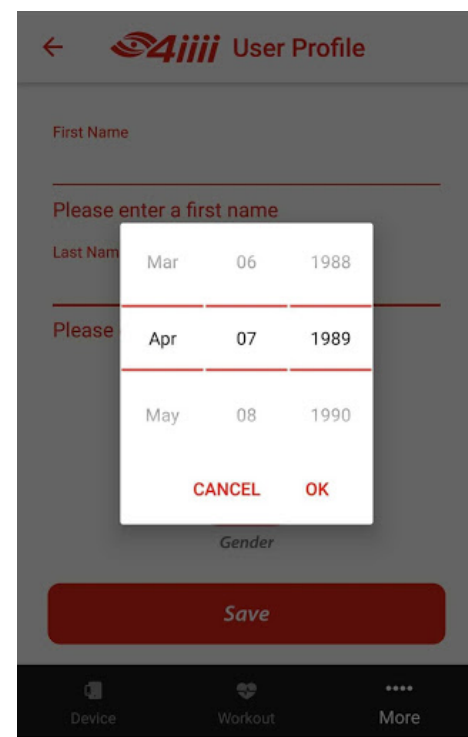 4iiii User Profile
First Name
Please enter a first name
Last Nam
Please
Mar 06 1988
Apr 07 1989
May 08 1990
CANCEL OK
Gender
Save
Device Workout More